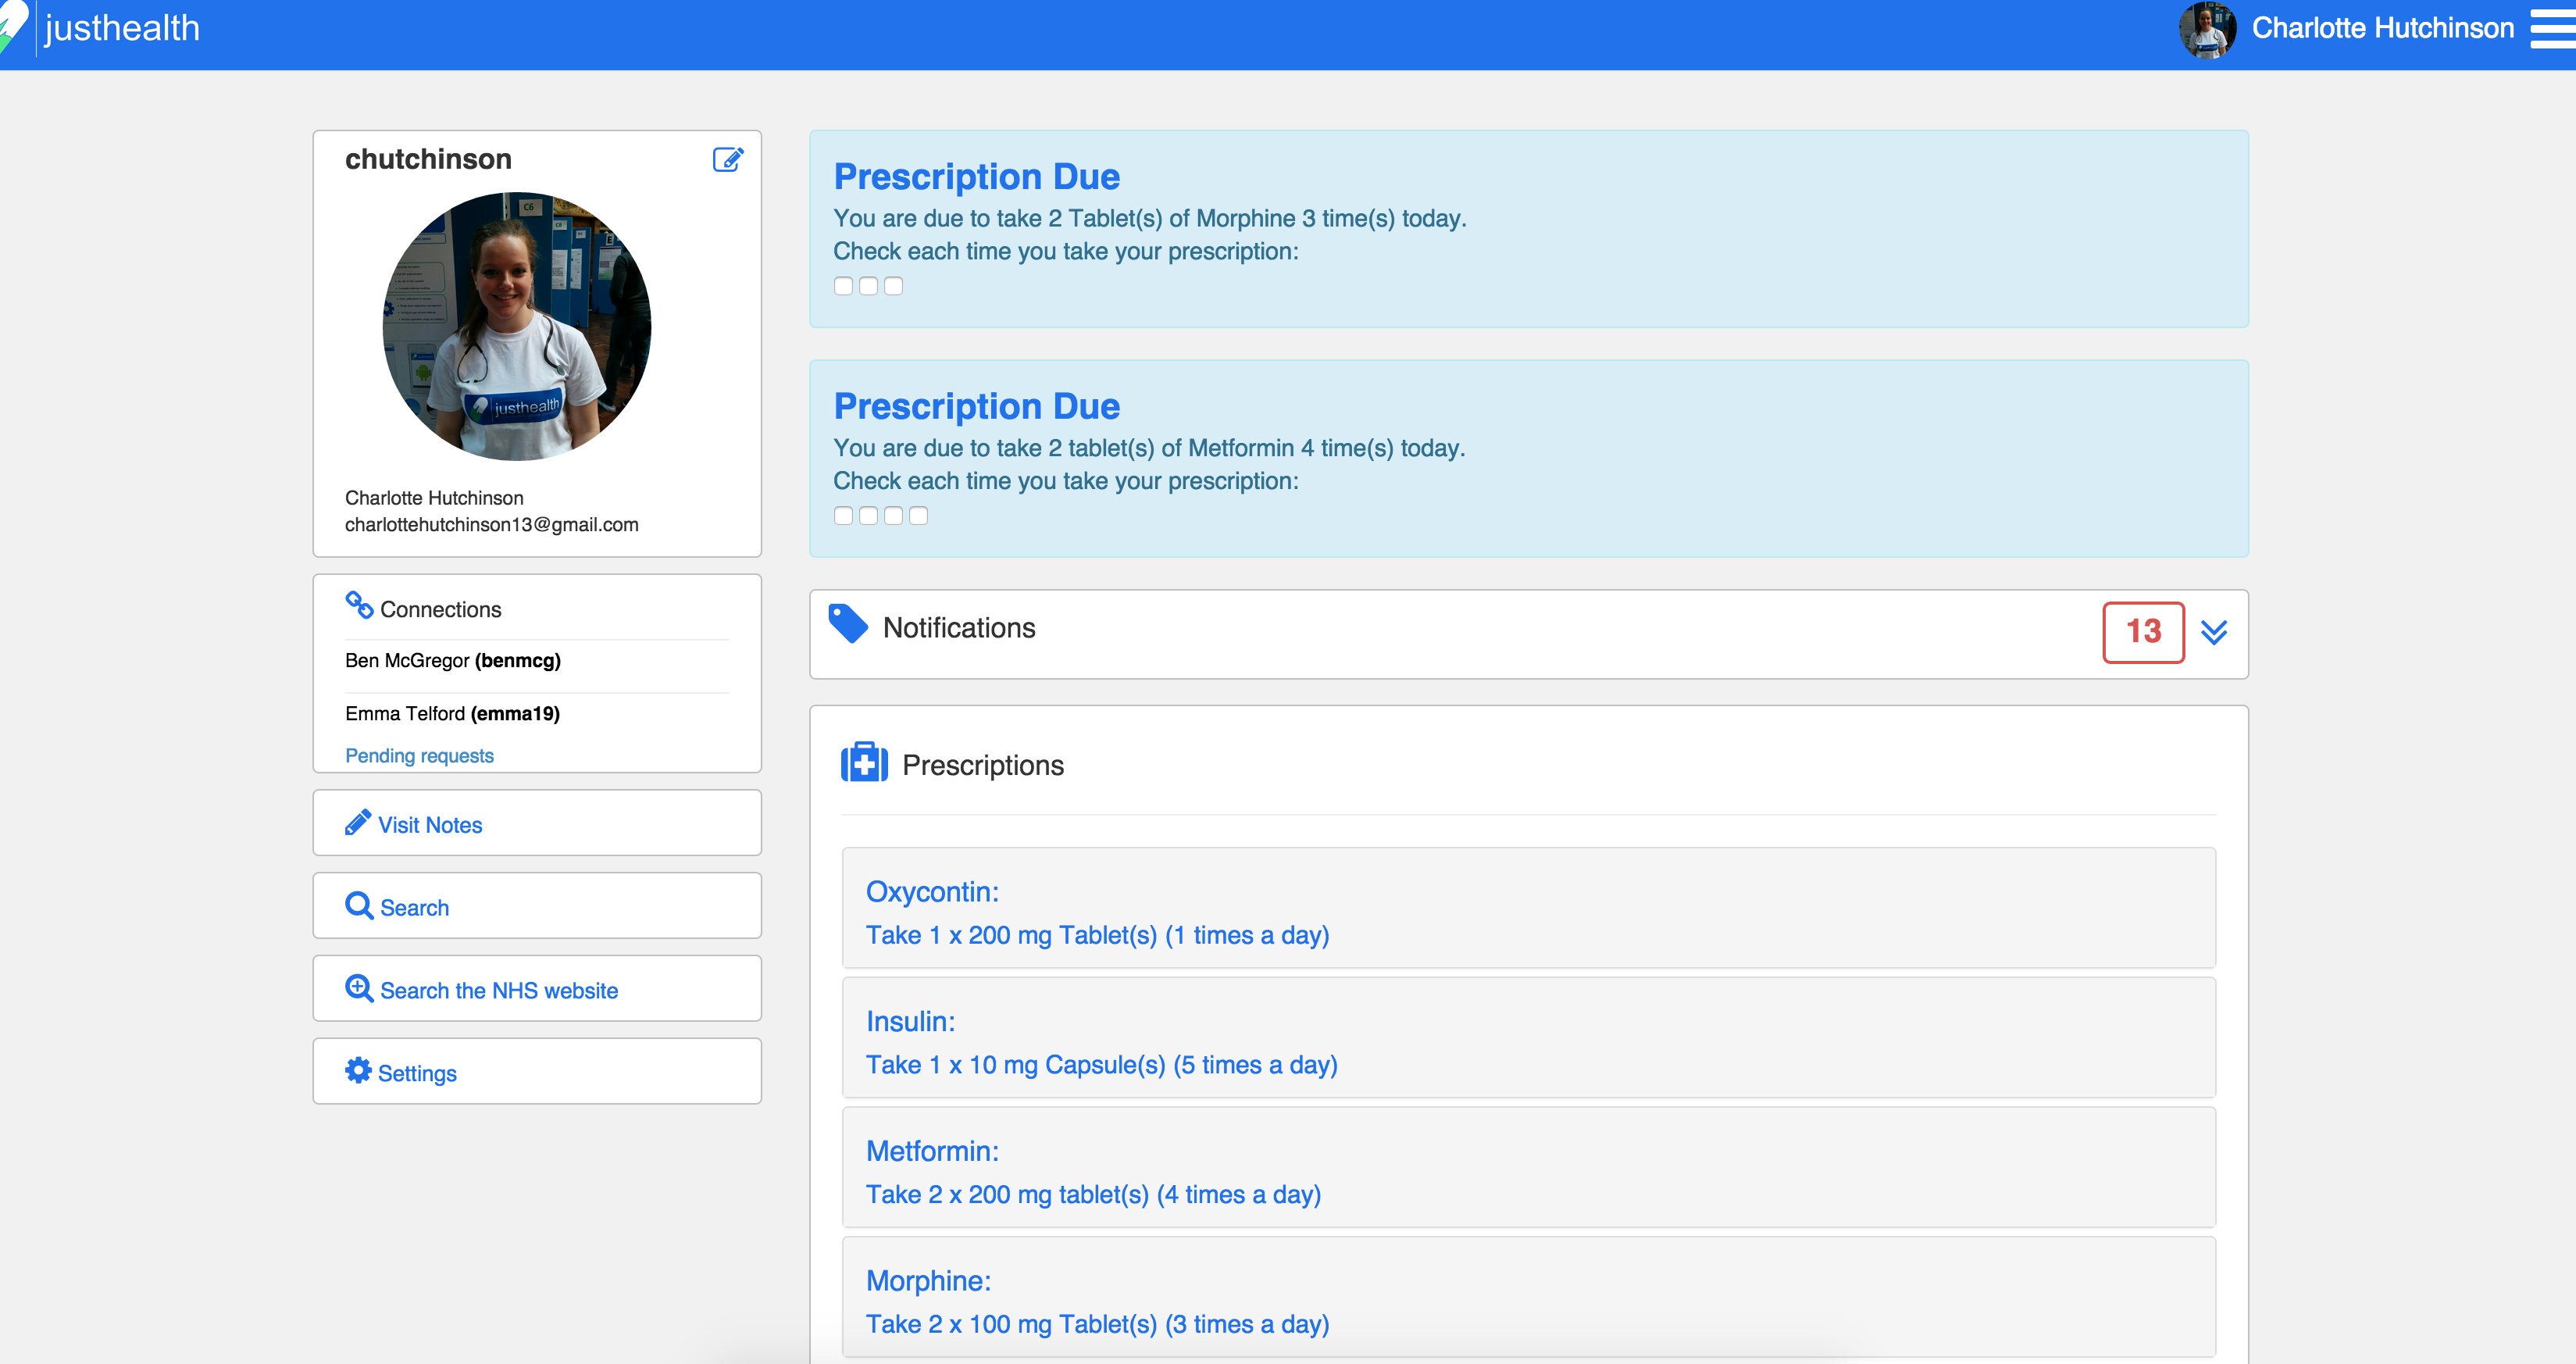 justhealth
Charlotte Hutchinson
chutchinson
C6
E
justhealth
Charlotte Hutchinson
charlottehutchinson13@gmail.com
Connections
Ben McGregor (benmcg)
Emma Telford (emma19)
Pending requests
Visit Notes
Search
Search the NHS website
Settings
Prescription Due
You are due to take 2 Tablet(s) of Morphine 3 time(s) today.
Check each time you take your prescription:
Prescription Due
You are due to take 2 tablet(s) of Metformin 4 time(s) today.
Check each time you take your prescription:
Notifications
13
Prescriptions
Oxycontin:
Take 1 x 200 mg Tablet(s) (1 times a day)
Insulin:
Take 1 x 10 mg Capsule(s) (5 times a day)
Metformin:
Take 2 x 200 mg tablet(s) (4 times a day)
Morphine:
Take 2 x 100 mg Tablet(s) (3 times a day)